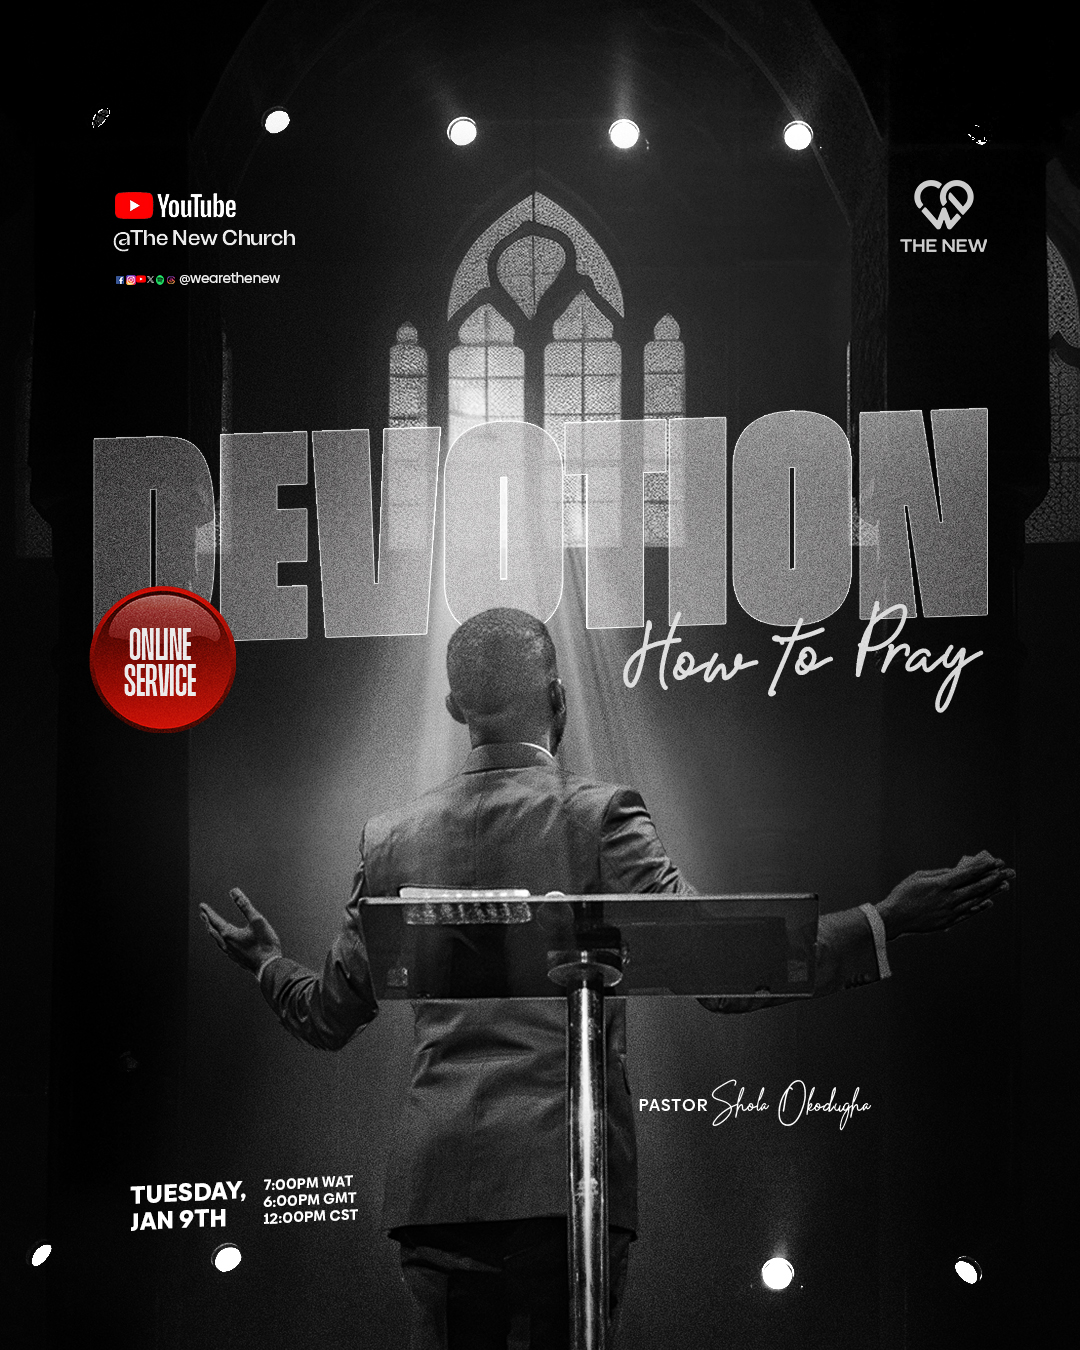 YouTube
@The New Church
@wearethenew
THE NEW
DEVOTION
How to Pray
ONLINE
SERVICE
PASTOR Shola Okodugha
TUESDAY,
JAN 9TH
7:00PM WAT
6:00PM GMT
12:00PM CST